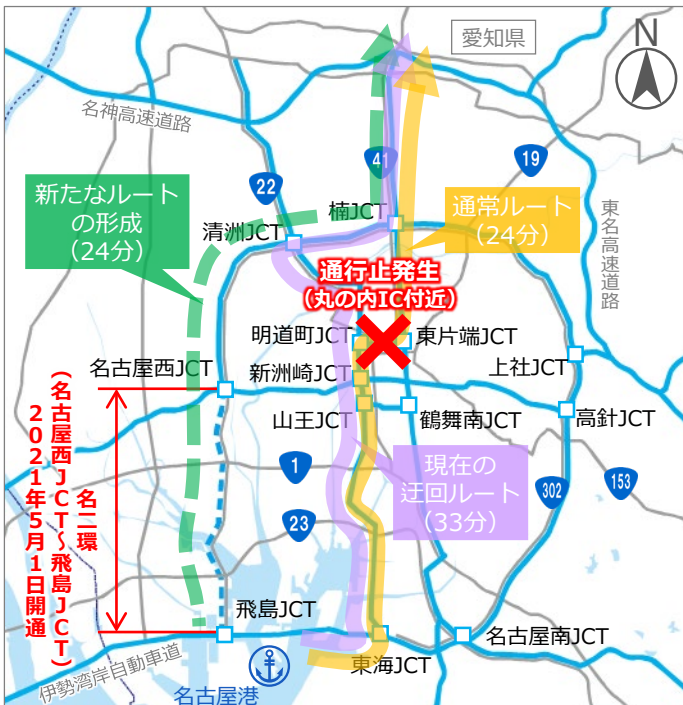 愛知県
N
名神高速道路
41
19
22
新たなルート
の形成
（24分）
楠JCT
清洲JCT
通常ルート
（24分）
東名高速道路
通行止発生
（丸の内IC付近）
明道町JCT
東片端JCT
上社JCT
名古屋西JCT
新洲崎JCT
山王JCT
鶴舞南JCT
高針JCT
名二環
（名古屋西JCT～飛島JCT）
2021年5月1日開通
1
現在の
迂回ルート
（33分）
302
153
23
飛島JCT
名古屋南JCT
東海JCT
伊勢湾岸自動車道
名古屋港